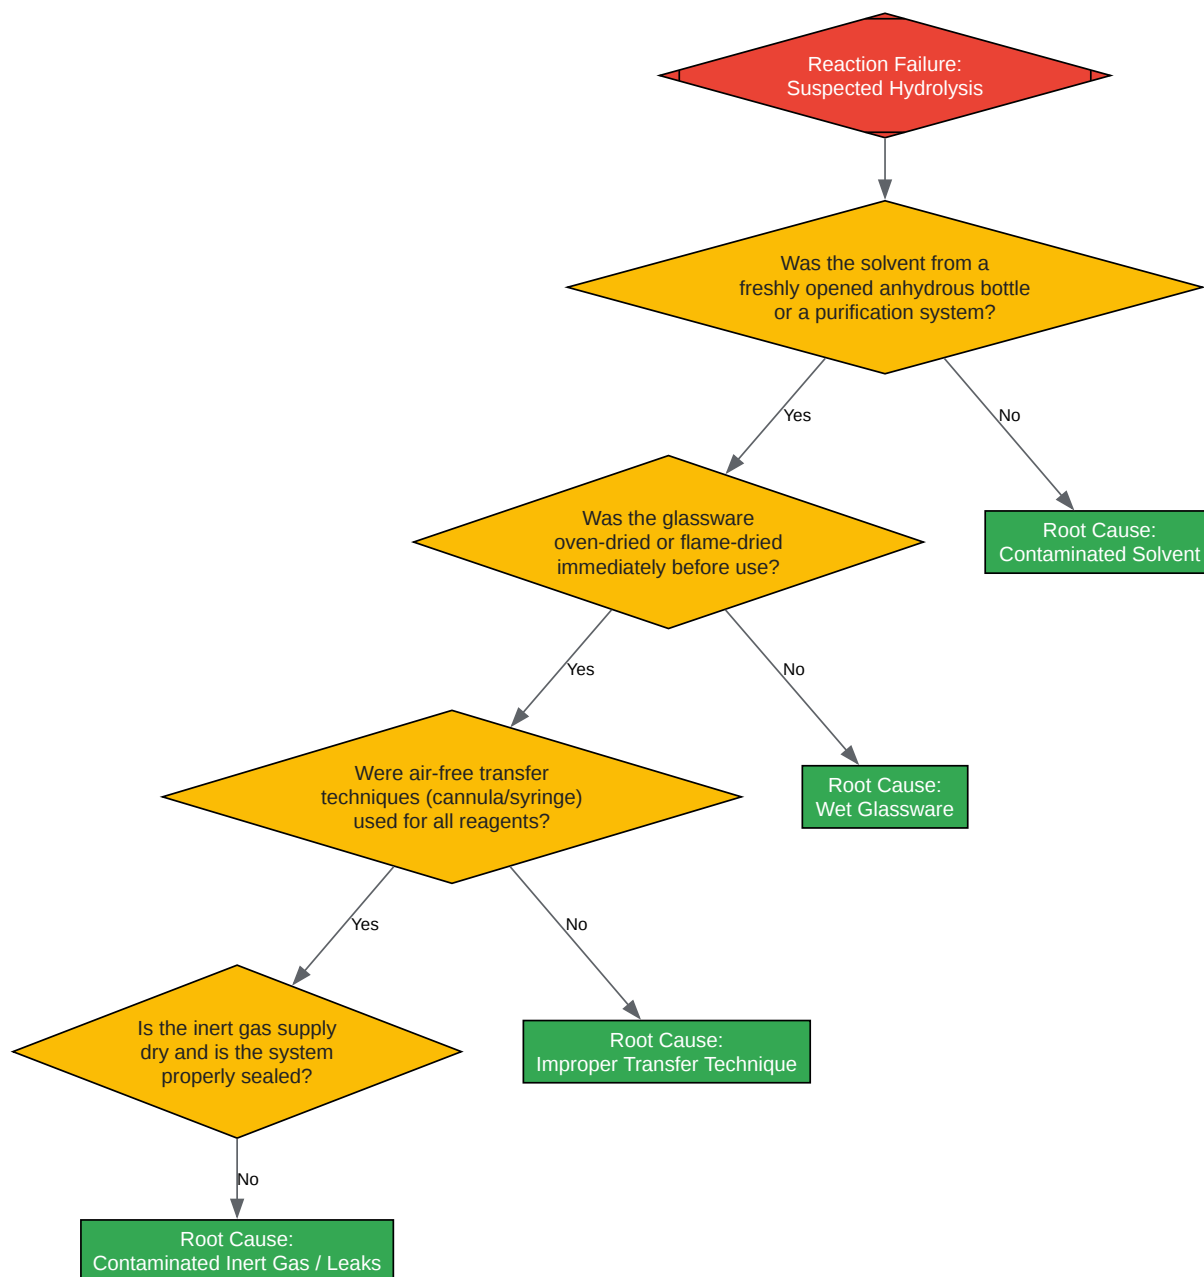 Reaction Failure:
Suspected Hydrolysis
Was the solvent from a
freshly opened anhydrous bottle
or a purification system?
Yes
No
Was the glassware
oven-dried or flame-dried
immediately before use?
Root Cause:
Contaminated Solvent
Yes
No
Were air-free transfer
techniques (cannula/syringe)
used for all reagents?
Root Cause:
Wet Glassware
Yes
No
Is the inert gas supply
dry and is the system
properly sealed?
Root Cause:
Improper Transfer Technique
No
Root Cause:
Contaminated Inert Gas / Leaks